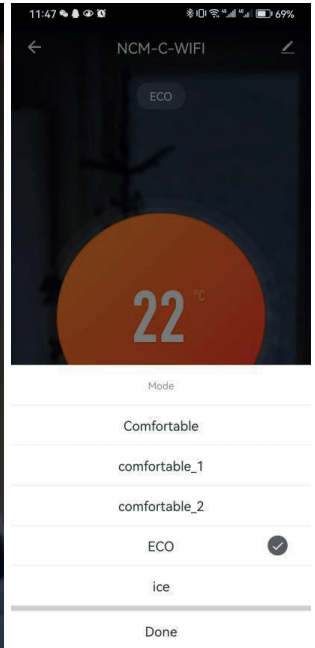 11:47 69%
NCM-C-WIFI
ECO
22 °C
Mode
Comfortable
comfortable_1
comfortable_2
ECO
ice
Done